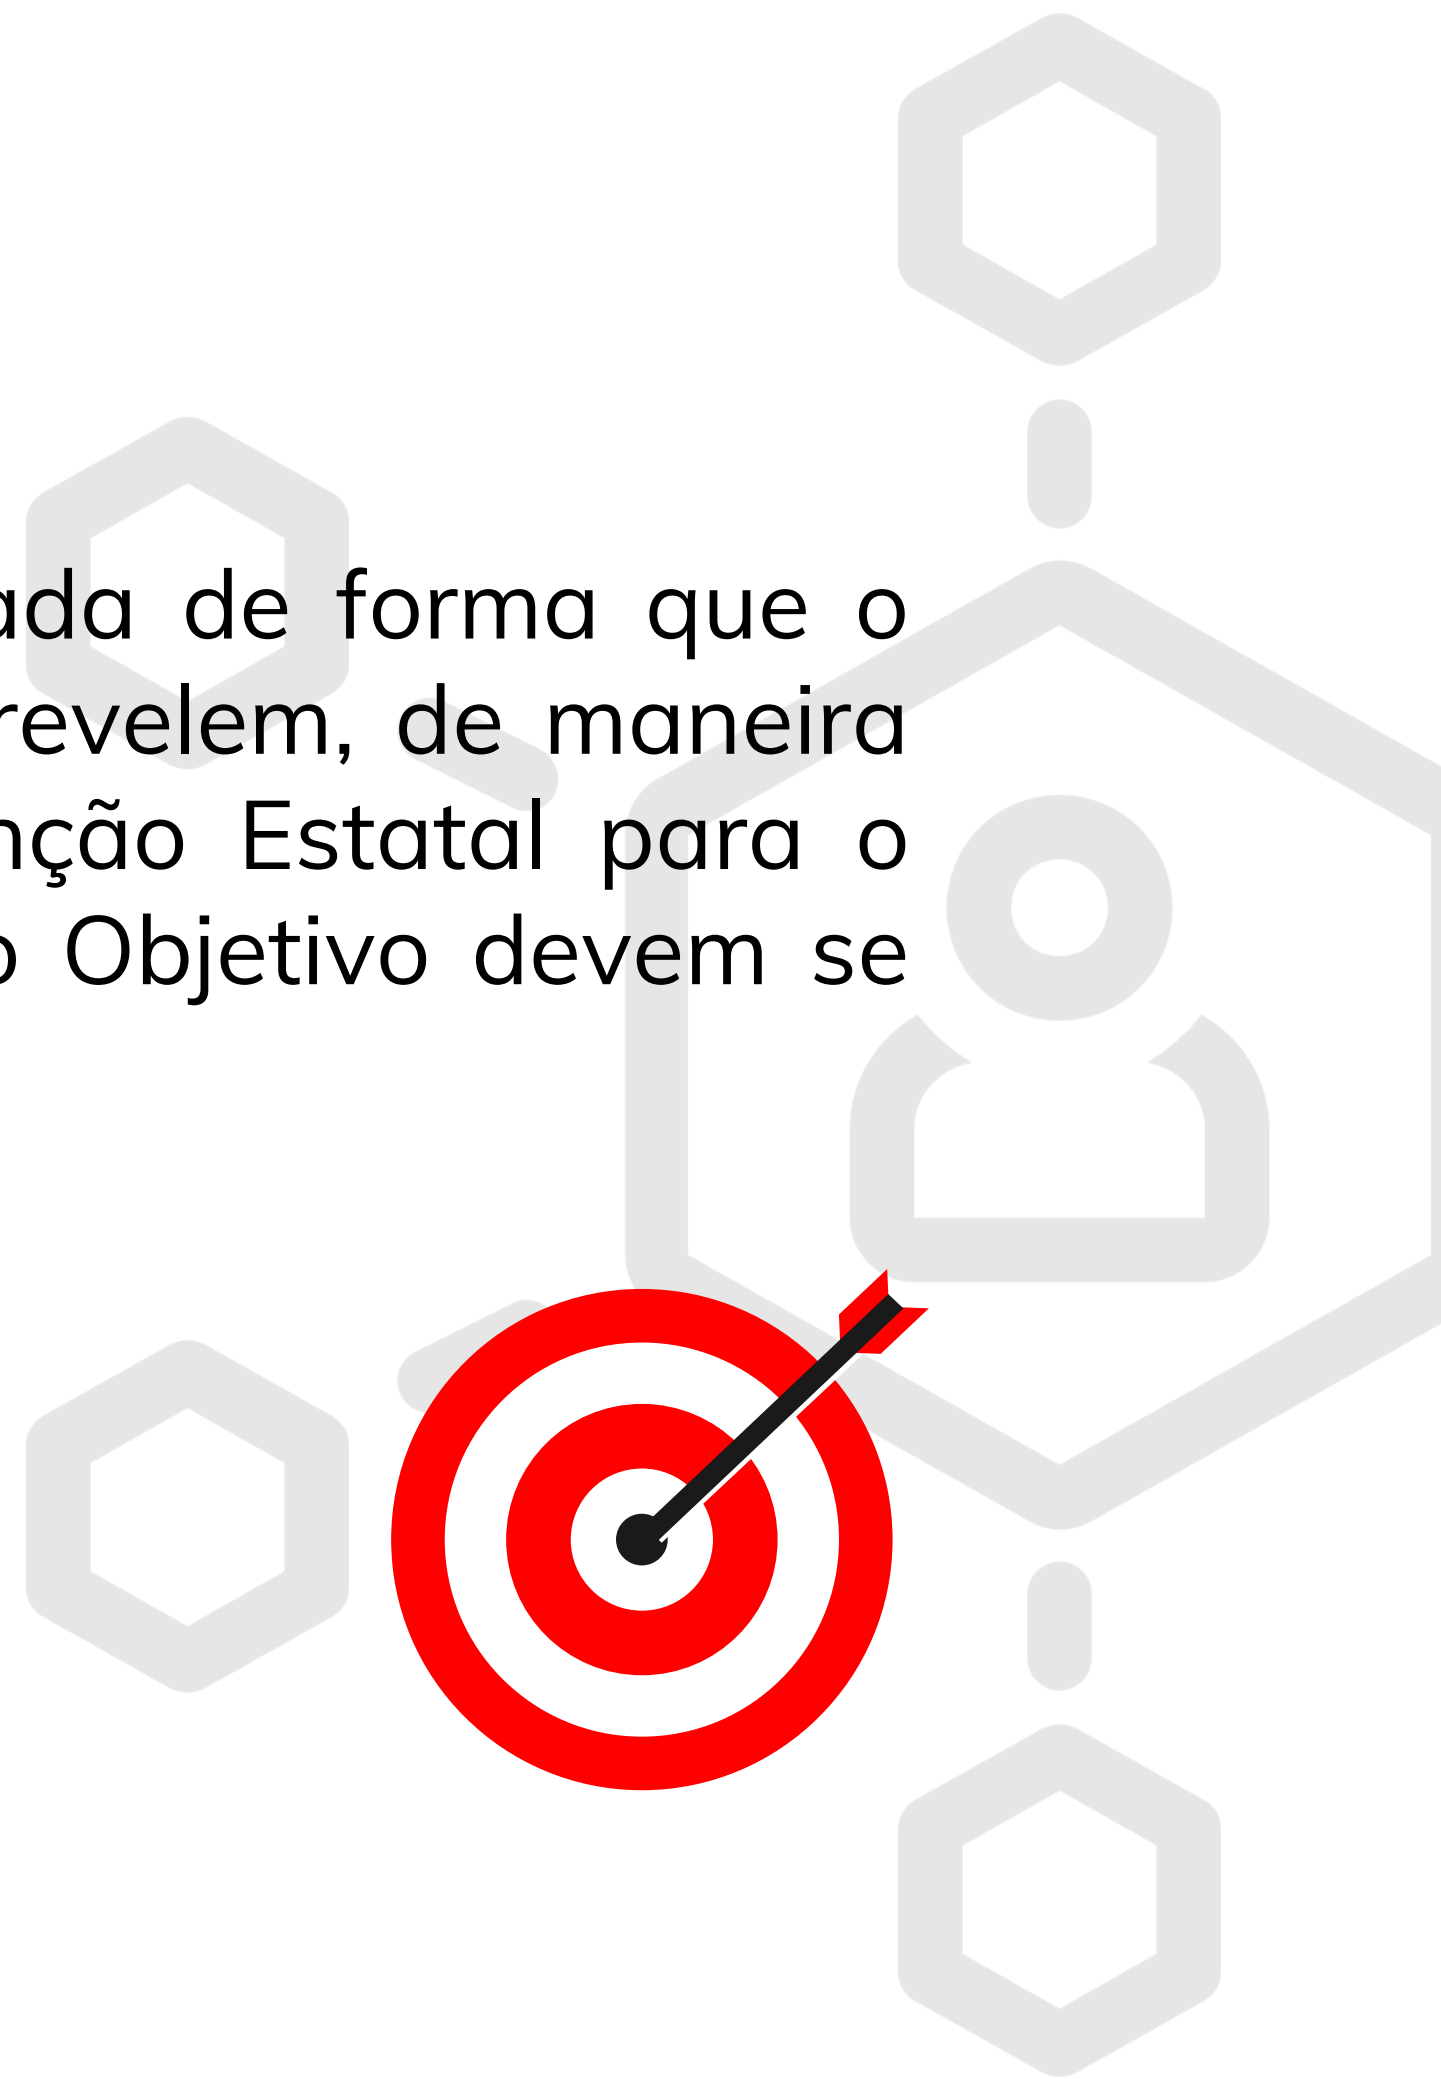 ada de forma que o
revelem, de maneira
nção Estatal para o
o Objetivo devem se